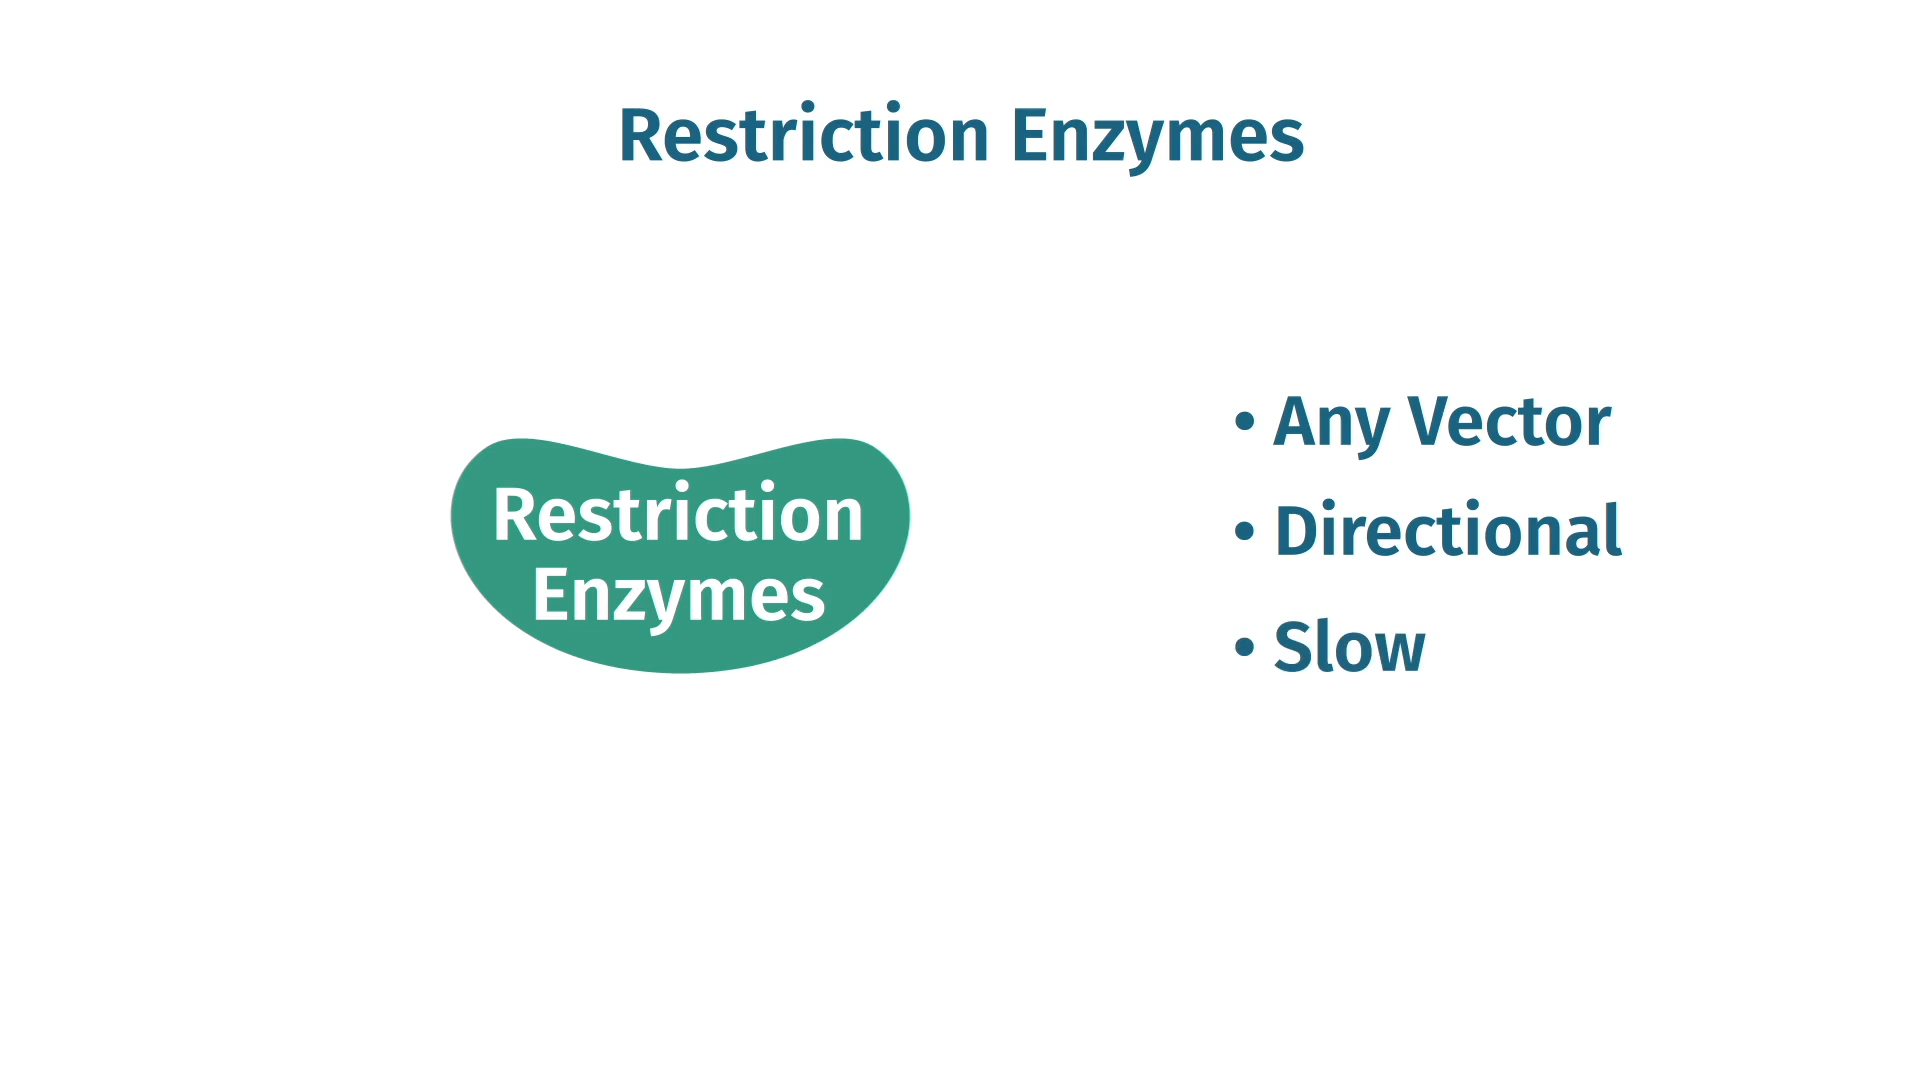 Restriction Enzymes
Restriction
Enzymes
• Any Vector
• Directional
• Slow